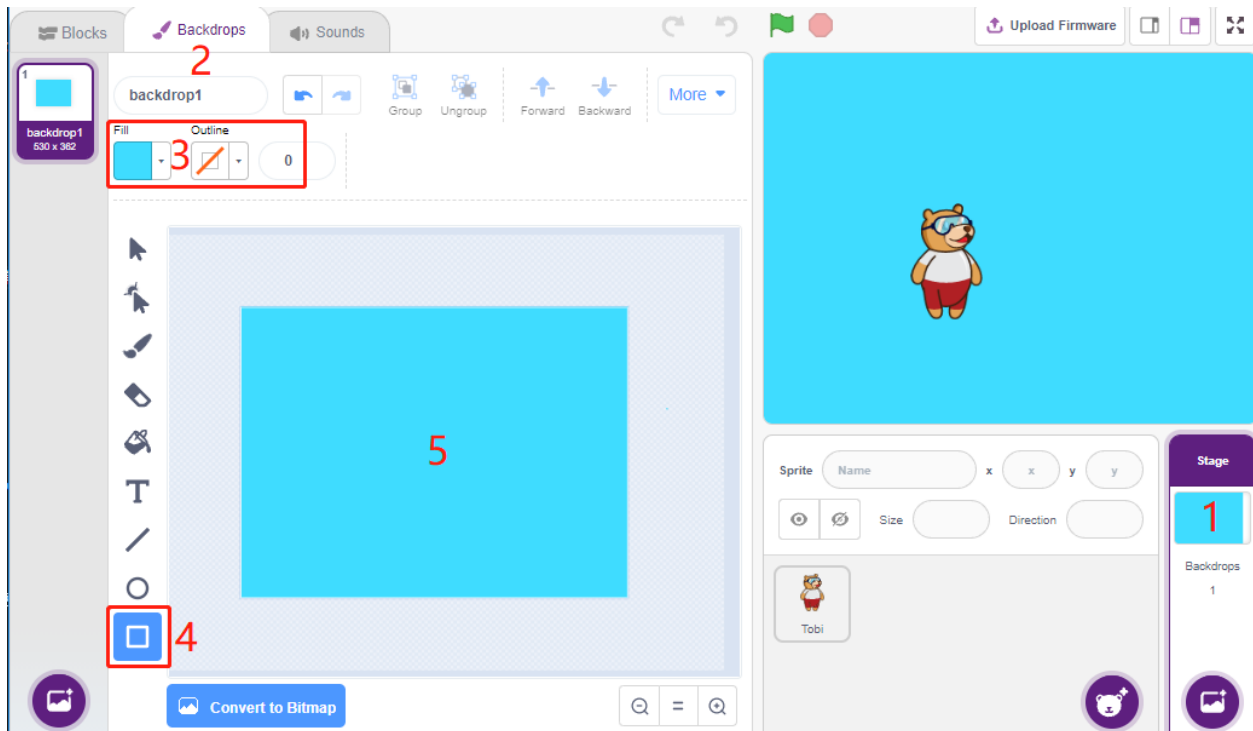 Blocks
Backdrops
Sounds
Upload Firmware
2
1
backdrop1
530 x 362
backdrop1
Group
Ungroup
Forward
Backward
More
Fill
Outline
3
0
T
5
4
Convert to Bitmap
=
Sprite
Name
x
x
y
y
Size
Direction
Tobi
Stage
1
Backdrops
1